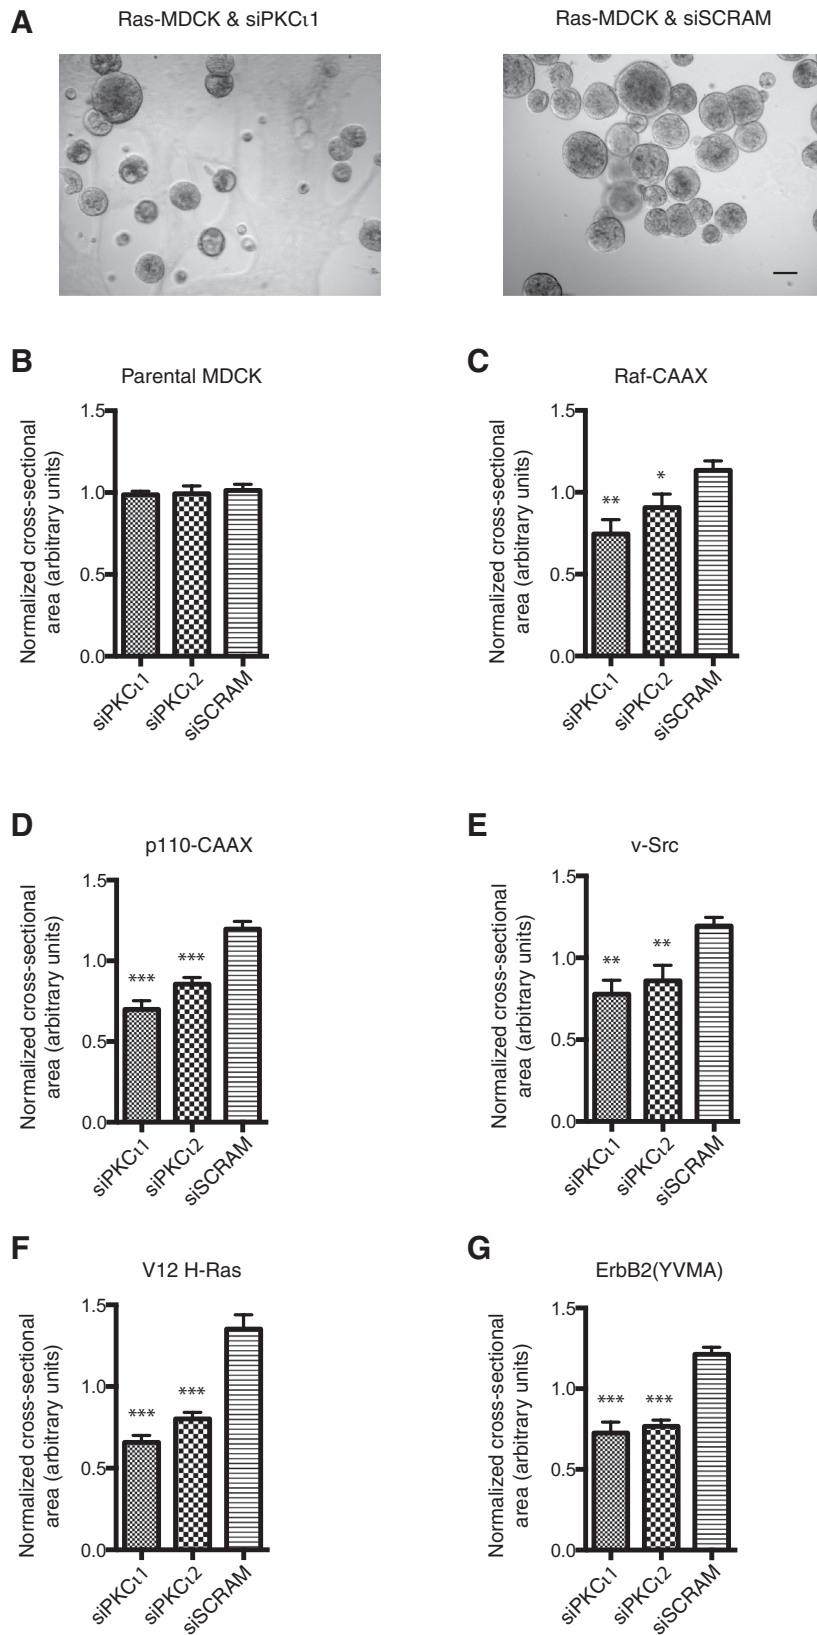 A
Ras-MDCK & siPKCι1
Ras-MDCK & siSCRAM
B
Parental MDCK
Normalized cross-sectional
area (arbitrary units)
1.5
1.0
0.5
0.0
siPKCι1
siPKCι2
siSCRAM
C
Raf-CAAX
Normalized cross-sectional
area (arbitrary units)
1.5
1.0
0.5
0.0
**
*
siPKCι1
siPKCι2
siSCRAM
D
p110-CAAX
Normalized cross-sectional
area (arbitrary units)
1.5
1.0
0.5
0.0
***
***
siPKCι1
siPKCι2
siSCRAM
E
v-Src
Normalized cross-sectional
area (arbitrary units)
1.5
1.0
0.5
0.0
**
**
siPKCι1
siPKCι2
siSCRAM
F
V12 H-Ras
Normalized cross-sectional
area (arbitrary units)
1.5
1.0
0.5
0.0
***
***
siPKCι1
siPKCι2
siSCRAM
G
ErbB2(YVMA)
Normalized cross-sectional
area (arbitrary units)
1.5
1.0
0.5
0.0
***
***
siPKCι1
siPKCι2
siSCRAM